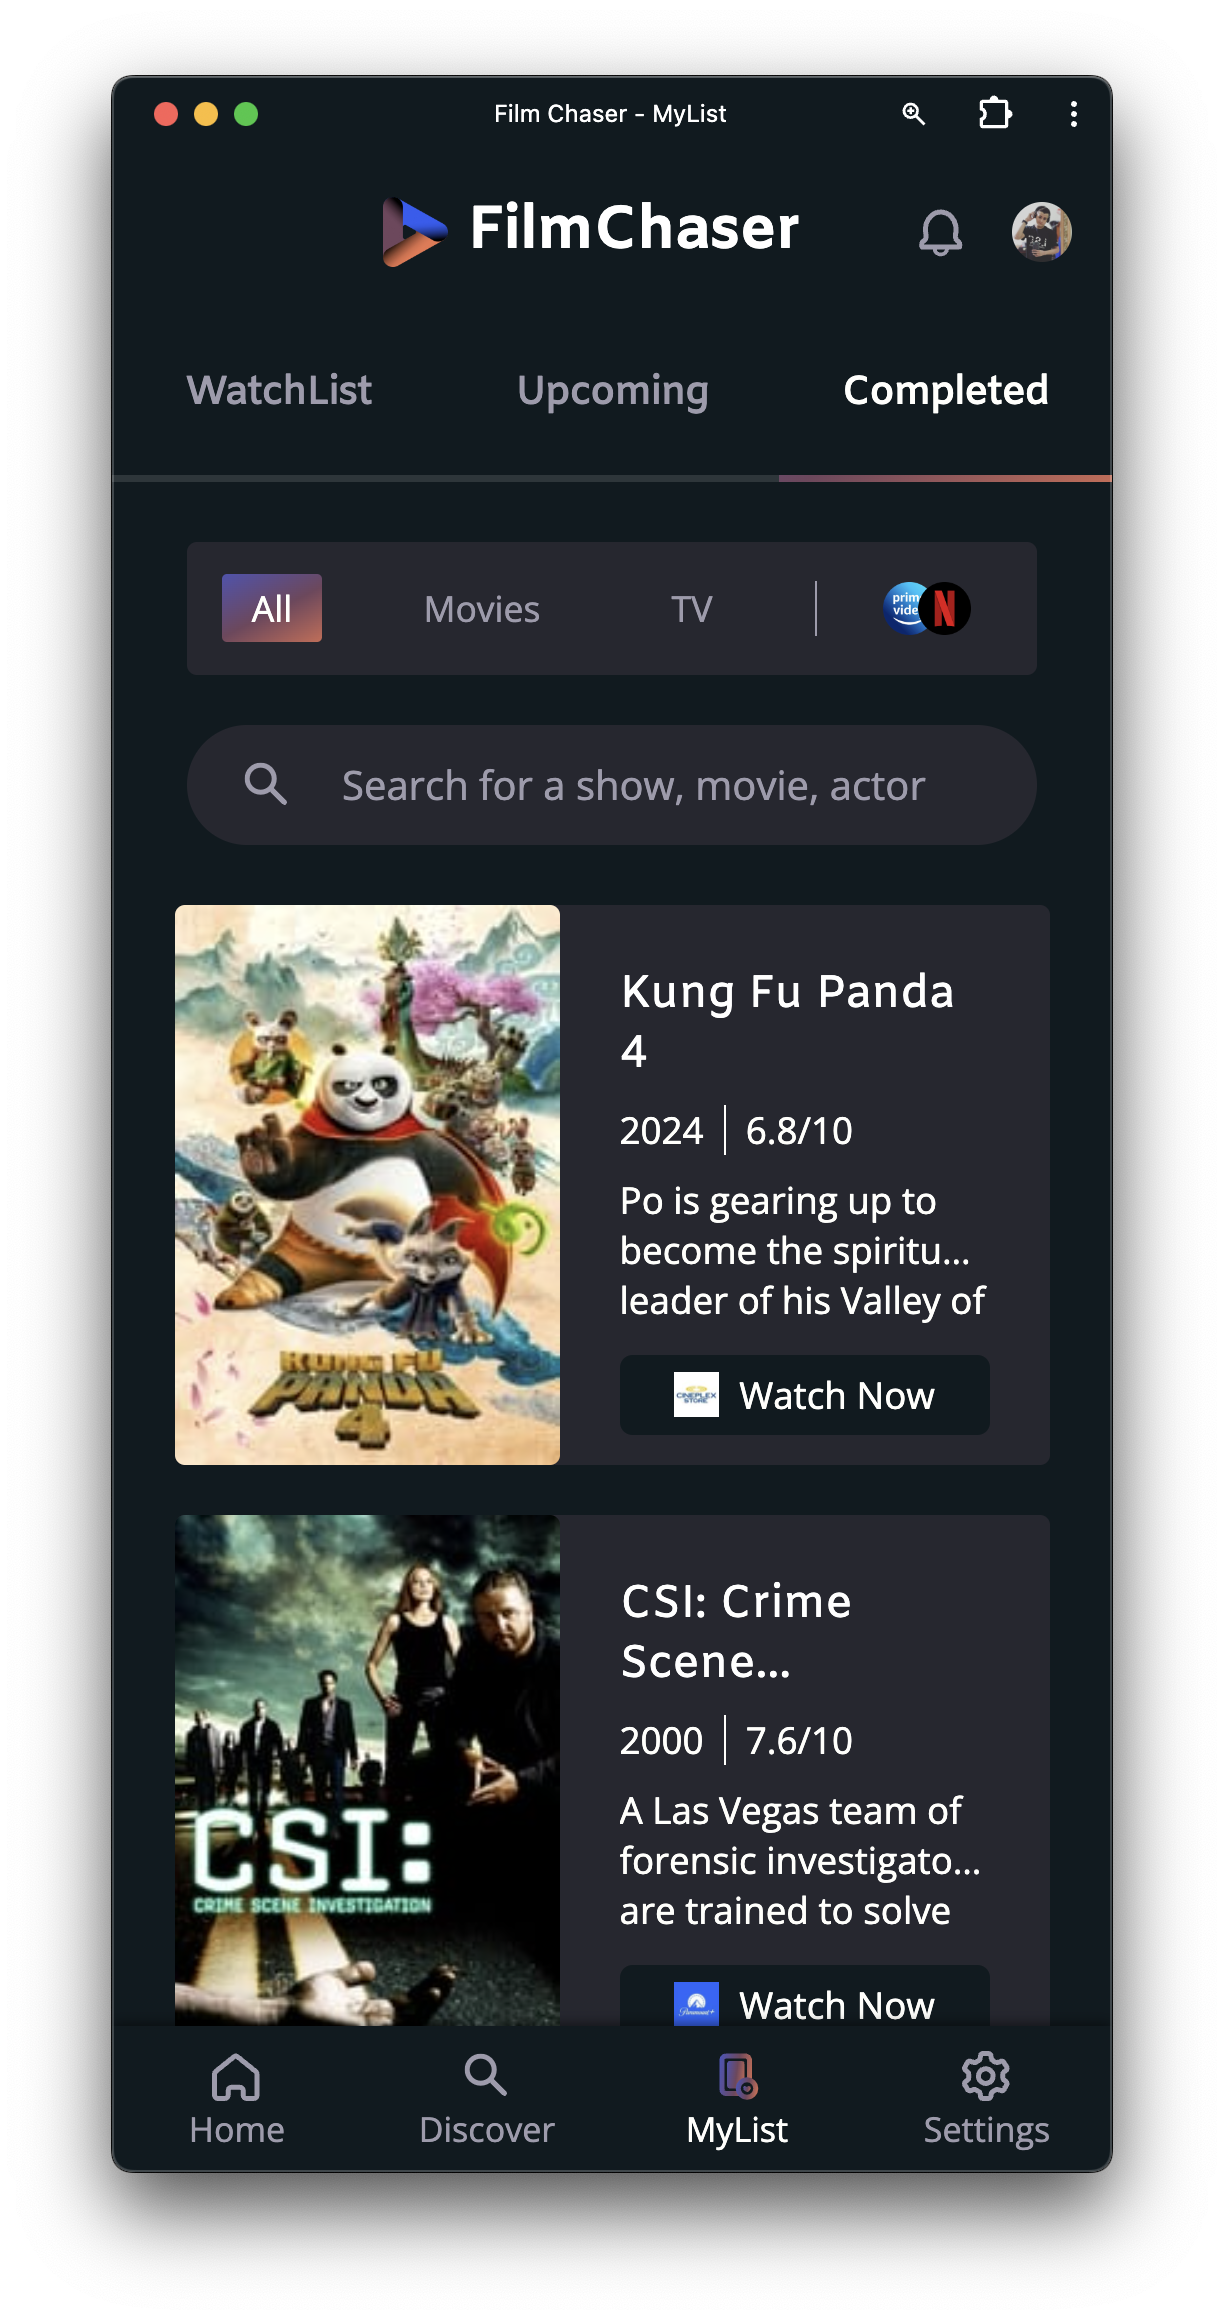 Film Chaser - MyList
FilmChaser
WatchList
Upcoming
Completed
All
Movies
TV
prim
vide
N
Search for a show, movie, actor
Kung Fu Panda
4
2024 | 6.8/10
Po is gearing up to
become the spiritu...
leader of his Valley of
KUNG FU
PANDA
4
CINEPLEX
STORE
Watch Now
CSI: Crime
Scene...
2000 | 7.6/10
A Las Vegas team of
forensic investigato...
are trained to solve
CSI:
CRIME SCENE INVESTIGATION
Paramount+
Watch Now
Home
Discover
MyList
Settings